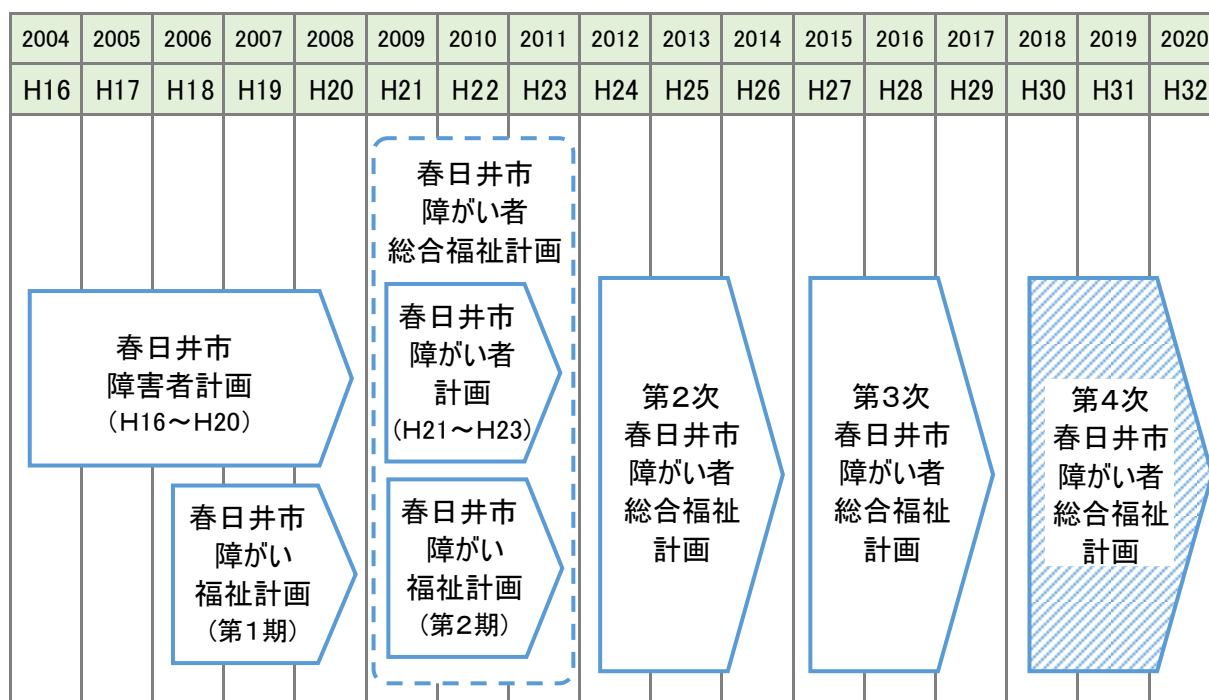 2004 2005 2006 2007 2008 2009 2010 2011 2012 2013 2014 2015 2016 2017 2018 2019 2020
H16 H17 H18 H19 H20 H21 H22 H23 H24 H25 H26 H27 H28 H29 H30 H31 H32
春日井市
障害者計画
(H16~H20)
春日井市
障がい
福祉計画
(第1期)
春日井市
障がい者
総合福祉計画
春日井市
障がい者
計画
(H21~H23)
春日井市
障がい
福祉計画
(第2期)
第2次
春日井市
障がい者
総合福祉
計画
第3次
春日井市
障がい者
総合福祉
計画
第4次
春日井市
障がい者
総合福祉
計画